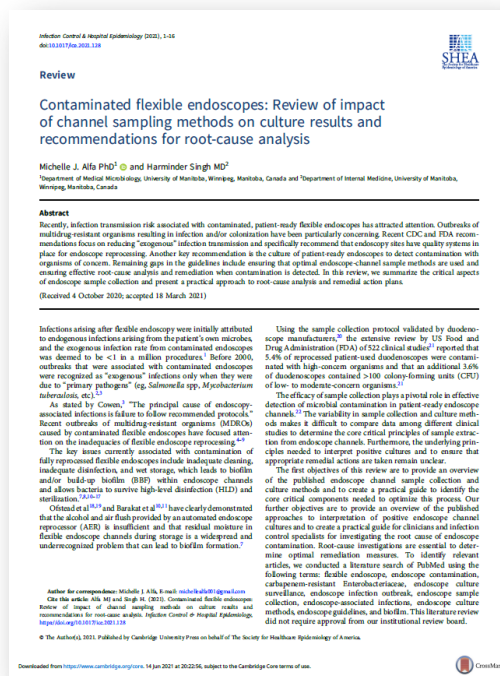 Infection Control & Hospital Epidemiology (2021), 1–16
doi:10.1017/ice.2021.128
SHEA
Review
Contaminated flexible endoscopes: Review of impact
of channel sampling methods on culture results and
recommendations for root-cause analysis
Michelle J. Alfa PhD1 and Harminder Singh MD2
1Department of Medical Microbiology, University of Manitoba, Winnipeg, Manitoba, Canada and 2Department of Internal Medicine, University of Manitoba,
Winnipeg, Manitoba, Canada
Abstract
Recently, infection transmission risk associated with contaminated, patient-ready flexible endoscopes has attracted attention. Outbreaks of
multidrug-resistant organisms resulting in infection and/or colonization have been particularly concerning. Recent CDC and FDA recom-
mendations focus on reducing “exogenous” infection transmission and specifically recommend that endoscopy sites have quality systems in
place for endoscope reprocessing. Another key recommendation is the culture of patient-ready endoscopes to detect contamination with
organisms of concern. Remaining gaps in the guidelines include ensuring that optimal endoscope-channel sample methods are used and
ensuring effective root-cause analysis and remediation when contamination is detected. In this review, we summarize the critical aspects
of endoscope sample collection and present a practical approach to root-cause analysis and remedial action plans.
(Received 4 October 2020; accepted 18 March 2021)
Infections arising after flexible endoscopy were initially attributed
to endogenous infections arising from the patient’s own microbes,
and the exogenous infection rate from contaminated endoscopes
was deemed to be <1 in a million procedures.1 Before 2000,
outbreaks that were associated with contaminated endoscopes
were recognized as “exogenous” infections only when they were
due to “primary pathogens” (eg, Salmonella spp, Mycobacterium
tuberculosis, etc).2,3
As stated by Cowen,3 “The principal cause of endoscopy-
associated infections is failure to follow recommended protocols.”
Recent outbreaks of multidrug-resistant organisms (MDROs)
caused by contaminated flexible endoscopes have focused atten-
tion on the inadequacies of flexible endoscope reprocessing.4–9
The key issues currently associated with contamination of
fully reprocessed flexible endoscopes include inadequate cleaning,
inadequate disinfection, and wet storage, which leads to biofilm
and/or build-up biofilm (BBF) within endoscope channels
and allows bacteria to survive high-level disinfection (HLD) and
sterilization.7,8,10–17
Ofstead et al18,19 and Barakat et al10,11 have clearly demonstrated
that the alcohol and air flush provided by an automated endoscope
reprocessor (AER) is insufficient and that residual moisture in
flexible endoscope channels during storage is a widespread and
underrecognized problem that can lead to biofilm formation.7
Author for correspondence: Michelle J. Alfa, E-mail: michellealfa001@gmail.com
Cite this article: Alfa MJ and Singh H. (2021). Contaminated flexible endoscopes:
Review of impact of channel sampling methods on culture results and
recommendations for root-cause analysis. Infection Control & Hospital Epidemiology,
https://doi.org/10.1017/ice.2021.128
Using the sample collection protocol validated by duodeno-
scope manufacturers,20 the extensive review by US Food and
Drug Administration (FDA) of 522 clinical studies21 reported that
5.4% of reprocessed patient-used duodenoscopes were contami-
nated with high-concern organisms and that an additional 3.6%
of duodenoscopes contained >100 colony-forming units (CFU)
of low- to moderate-concern organisms.21
The efficacy of sample collection plays a pivotal role in effective
detection of microbial contamination in patient-ready endoscope
channels.22 The variability in sample collection and culture meth-
ods makes it difficult to compare data among different clinical
studies to determine the core critical principles of sample extrac-
tion from endoscope channels. Furthermore, the underlying prin-
ciples needed to interpret positive cultures and to ensure that
appropriate remedial actions are taken remain unclear.
The first objectives of this review are to provide an overview
of the published endoscope channel sample collection and
culture methods and to create a practical guide to identify the
core critical components needed to optimize this process. Our
further objectives are to provide an overview of the published
approaches to interpretation of positive endoscope channel
cultures and to create a practical guide for clinicians and infection
control specialists for investigating the root cause of endoscope
contamination. Root-cause investigations are essential to deter-
mine optimal remediation measures. To identify relevant
articles, we conducted a literature search of PubMed using the
following terms: flexible endoscope, endoscope contamination,
carbapenem-resistant Enterobacteriaceae, endoscope culture
surveillance, endoscope infection outbreak, endoscope sample
collection, endoscope-associated infections, endoscope culture
methods, endoscope guidelines, and biofilm. This literature review
did not require approval from our institutional review board.
© The Author(s), 2021. Published by Cambridge University Press on behalf of The Society for Healthcare Epidemiology of America.
Downloaded from https://www.cambridge.org/core. 14 Jun 2021 at 20:22:56, subject to the Cambridge Core terms of use.
CrossMar